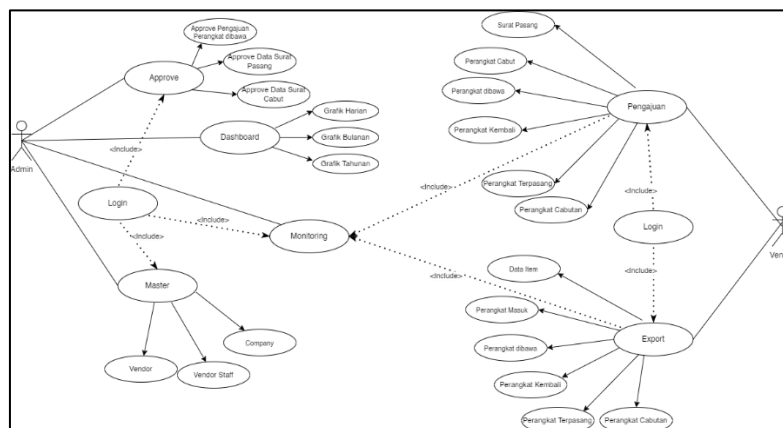 Approve Pengajuan
Perangkat dibawa
Approve
Approve Data Surat
Pasang
Approve Data Surat
Cabut
Grafik Harian
Dashboard
Grafik Bulanan
Grafik Tahunan
Admin
<Include>
Login
<Include>
<Include>
Monitoring
Master
Company
Vendor
Vendor Staff
Surat Pasang
Perangkat Cabut
Perangkat dibawa
Pengajuan
Perangkat Kembali
<Include>
Perangkat Terpasang
Perangkat Cabutan
<Include>
Login
Ven
<Include>
<Include>
Data Item
Perangkat Masuk
Export
Perangkat dibawa
Perangkat Kembali
Perangkat Terpasang
Perangkat Cabutan